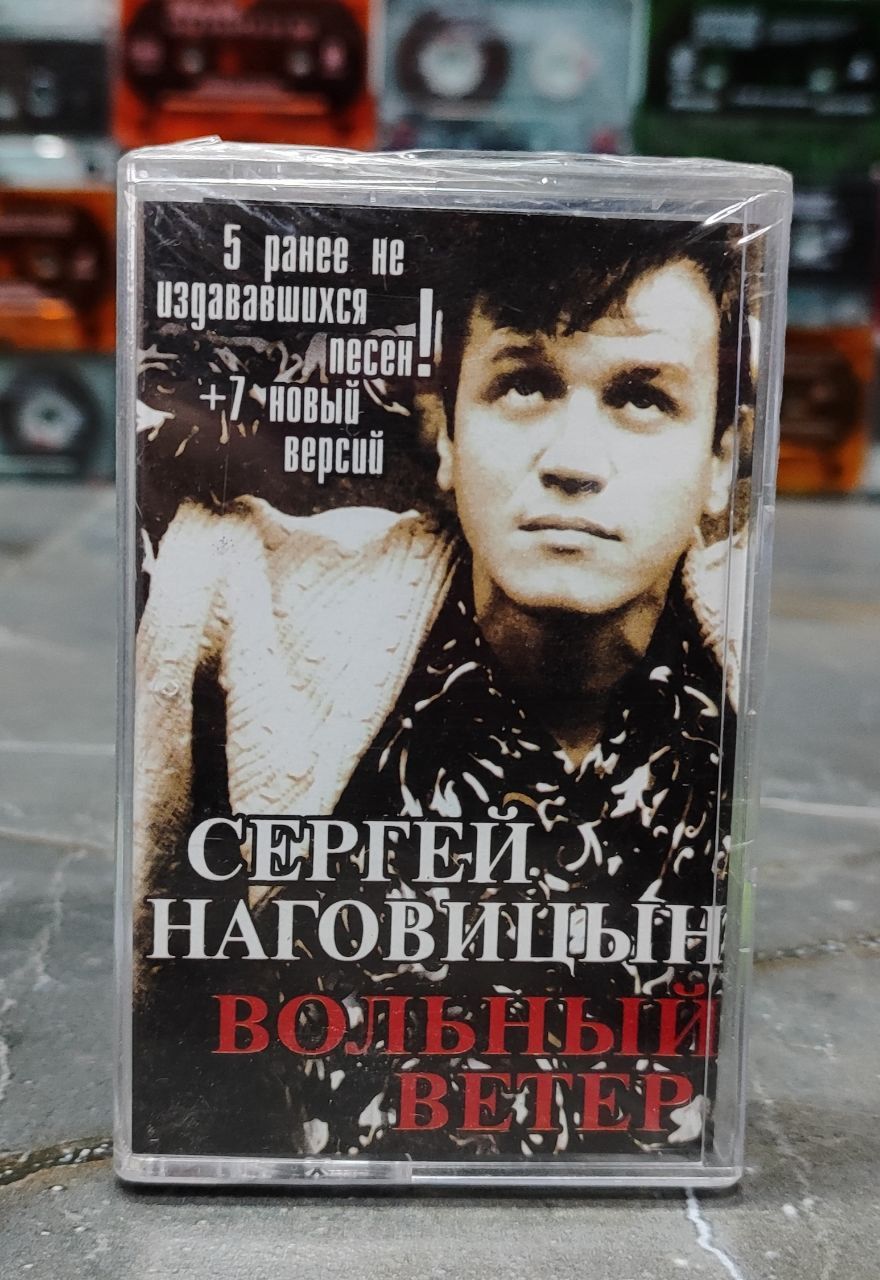 5 ранее не
издававшихся
песен!
+7 новый
версий
СЕРГЕЙ
НАГОВИЦЫН
ВОЛЬНЫЙ
ВЕТЕР